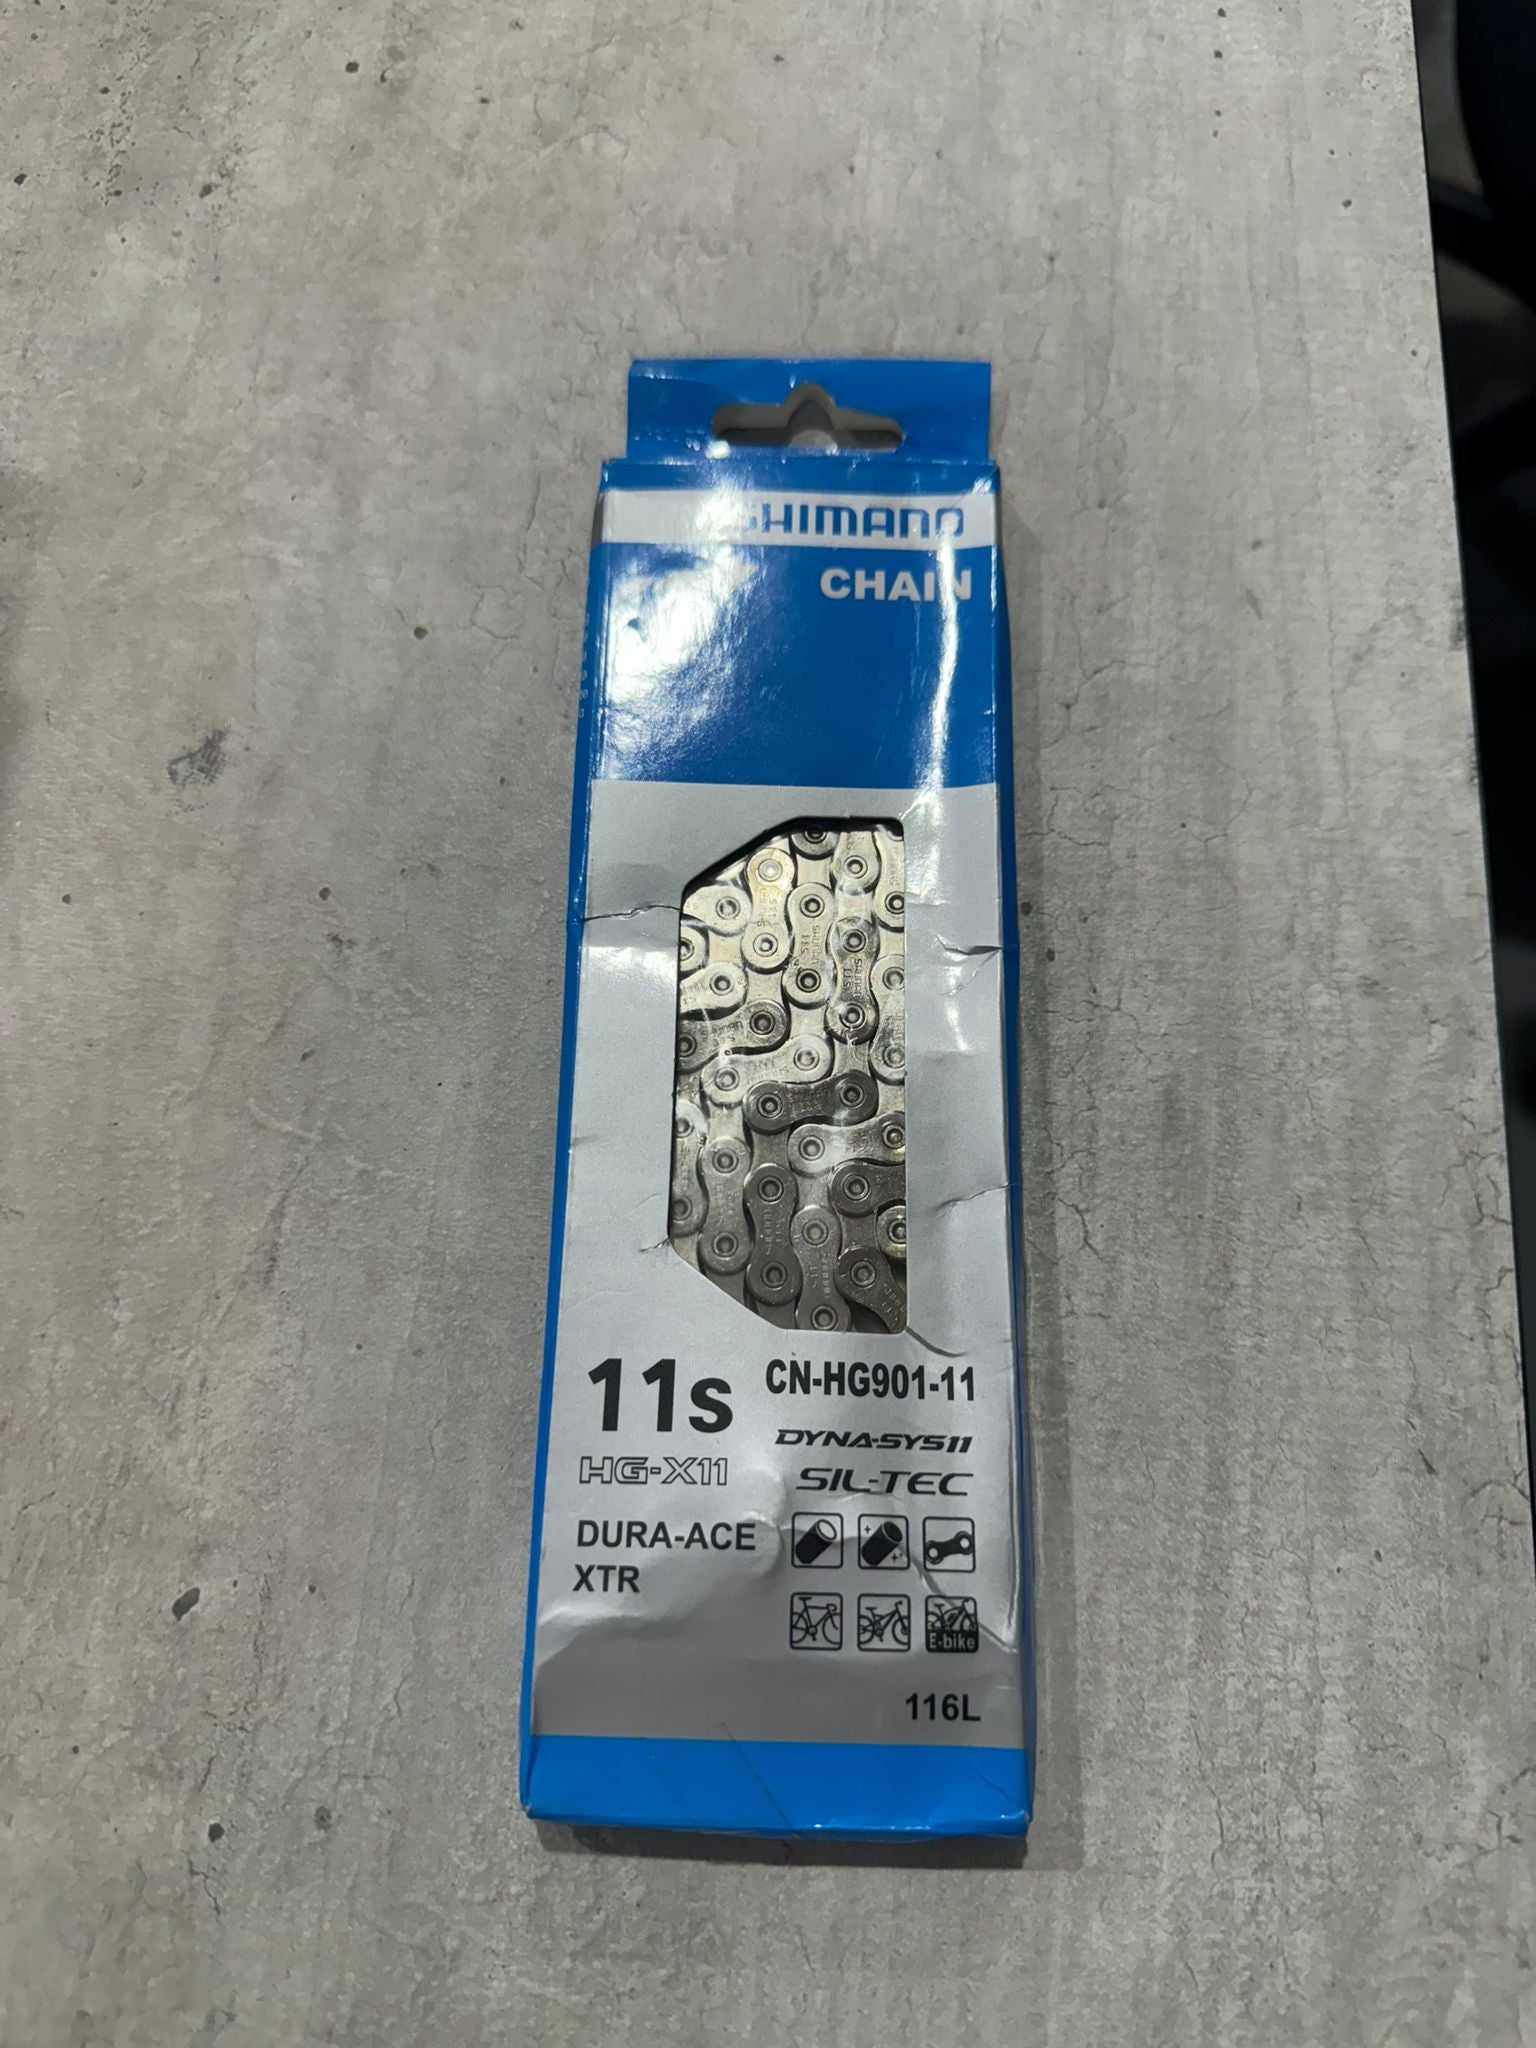 SHIMANO
CHAIN
11s
CN-HG901-11
HG-X11
DYNA-SYS11
SIL-TEC
DURA-ACE
XTR
E-bike
116L